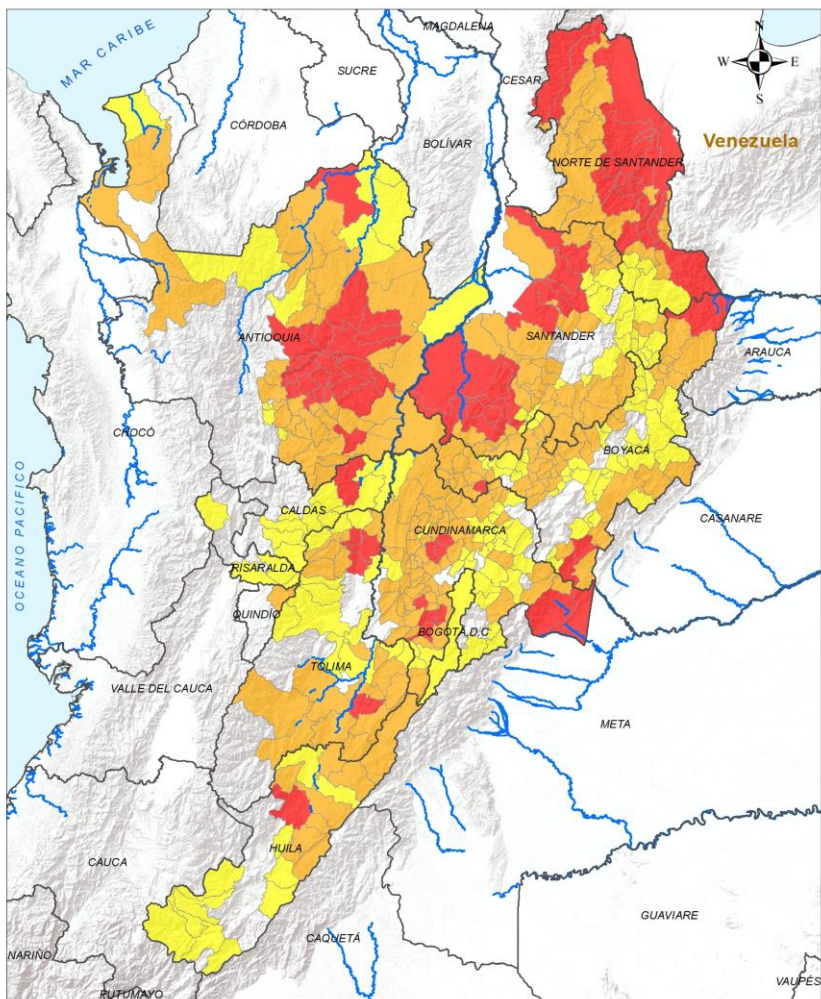 MAGDALENA
MAR CARIBE
N
W E
S
SUCRE
CESAR
CÓRDOBA
BOLÍVAR
Venezuela
NORTE DE SANTANDER
ANTIOQUIA
SANTANDER
ARAUCA
CHOCÓ
BOYACÁ
OCEANO PACIFICO
CALDAS
CUNDINAMARCA
CASANARE
RISARALDA
QUINDÍO
BOGOTÁ D.C
TOLIMA
VALLE DEL CAUCA
META
HUILA
CAUCA
GUAVIARE
CAQUETÁ
NARIÑO
VAUPÉS
PUTUMAYO